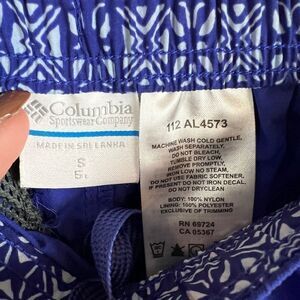 Columbia
Sportswear Company
MADE IN SRI LANKA
S
112 AL4573
MACHINE WASH COLD GENTLE,
WASH SEPARATELY.
DO NOT BLEACH,
TUMBLE DRY LOW,
REMOVE PROMPTLY,
IRON LOW NO STEAM,
DO NOT USE FABRIC SOFTENER,
IF PRESENT DO NOT IRON DECAL,
DO NOT DRYCLEAN
BODY: 100% NYLON
LINING: 100% POLYESTER
EXCLUSIVE OF TRIMMING
RN 69724
CA 05367